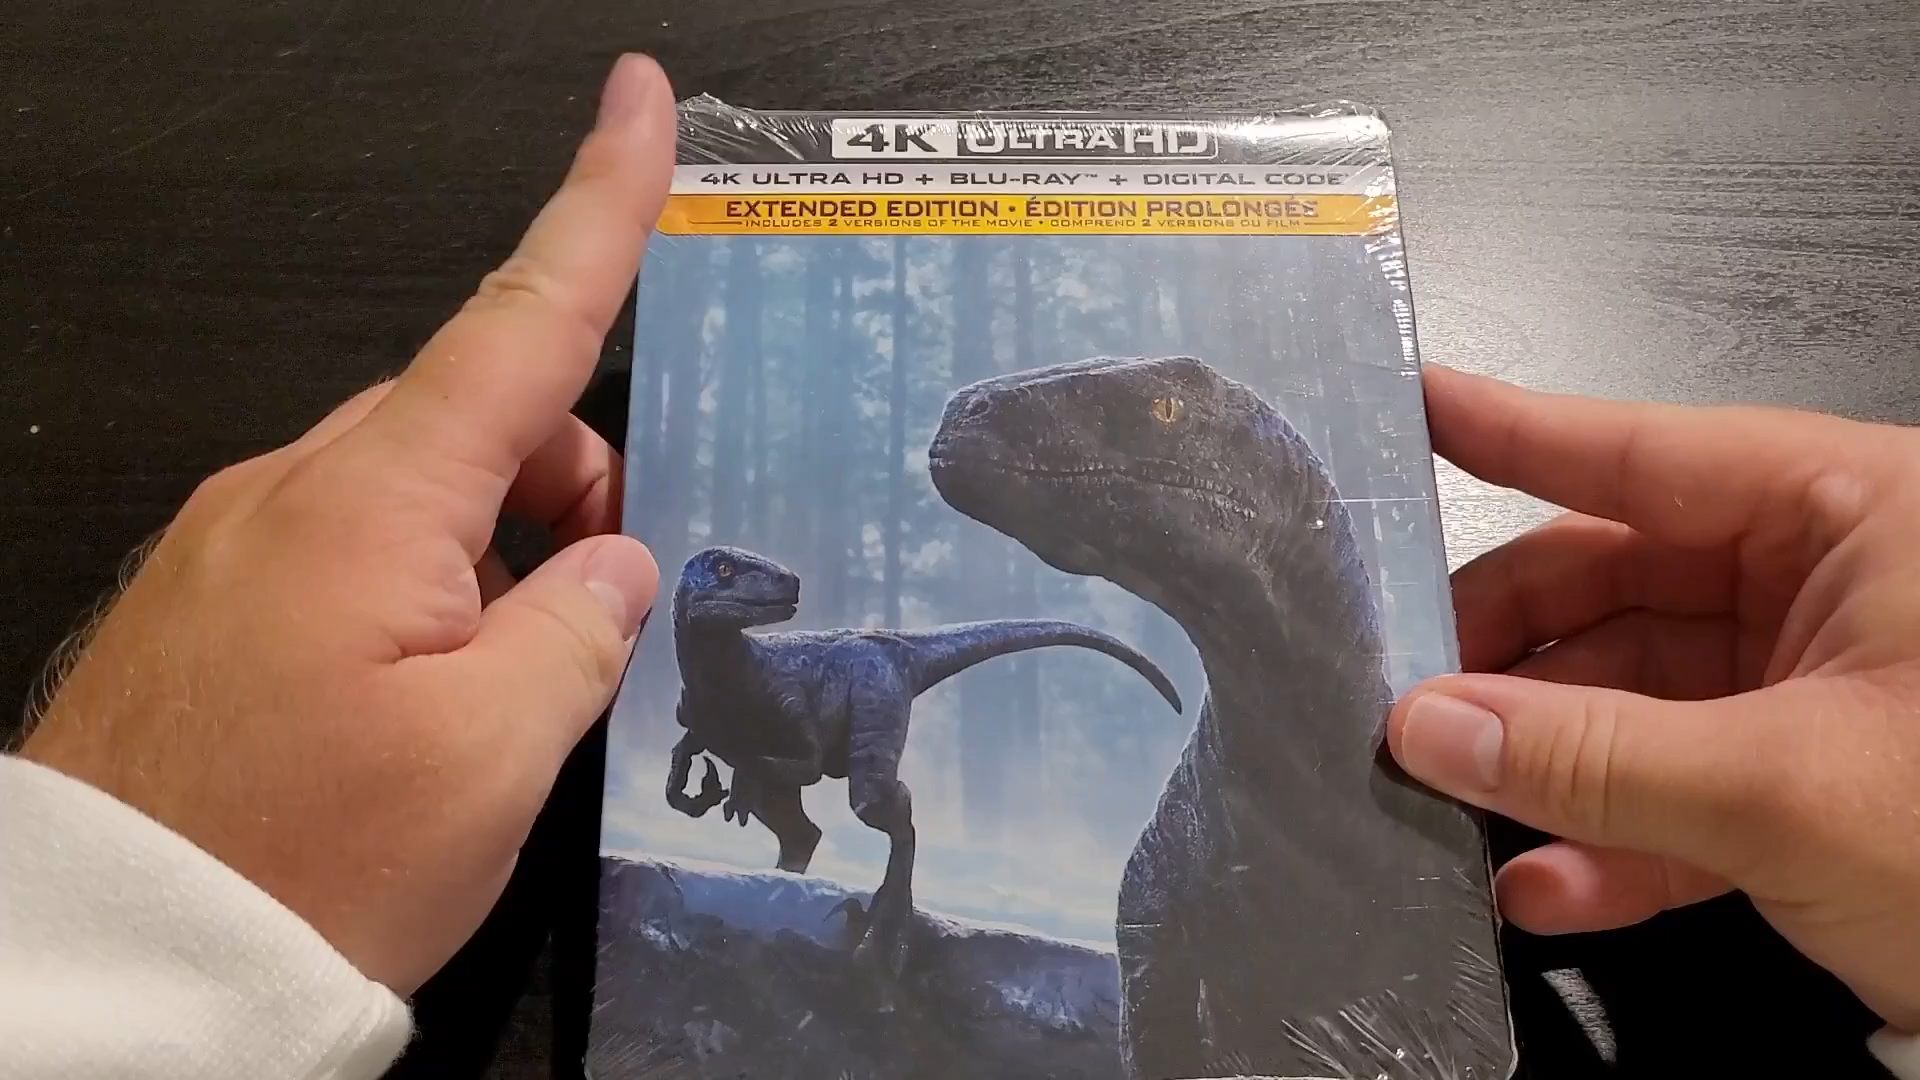 4K ULTRA HD
4K ULTRA HD + BLU-RAY™ + DIGITAL CODE
EXTENDED EDITION • ÉDITION PROLONGÉE
INCLUDES 2 VERSIONS OF THE MOVIE • COMPREND 2 VERSIONS DU FILM